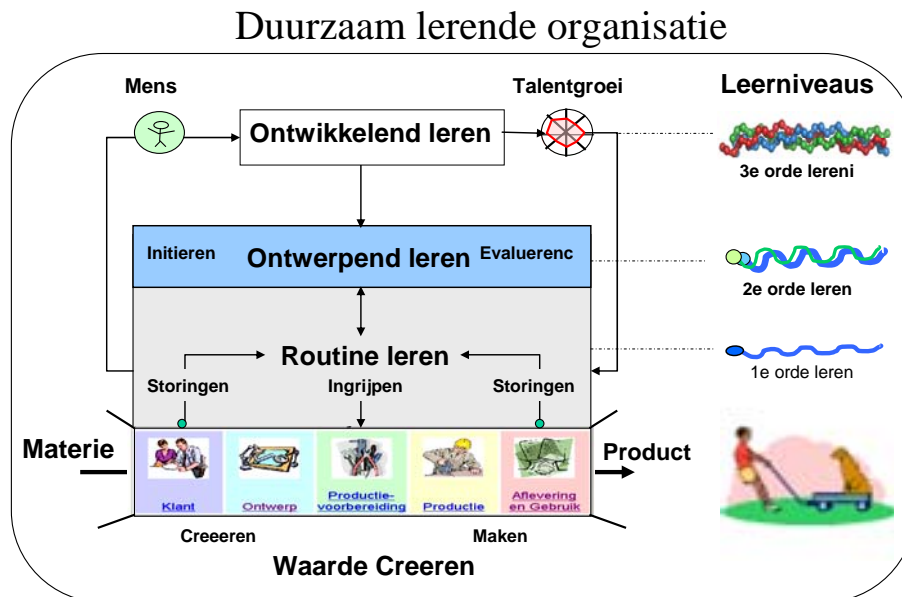 Duurzaam lerende organisatie
Mens
Talentgroei
Leerniveaus
Ontwikkelend leren
3e orde lereni
Initieren
Ontwerpend leren
Evaluerenc
2e orde leren
Routine leren
1e orde leren
Storingen
Ingrijpen
Storingen
Materie
Product
Klant
Ontwerp
Productie-
voorbereiding
Productie
Aflevering
en Gebruik
Creeeren
Maken
Waarde Creeren